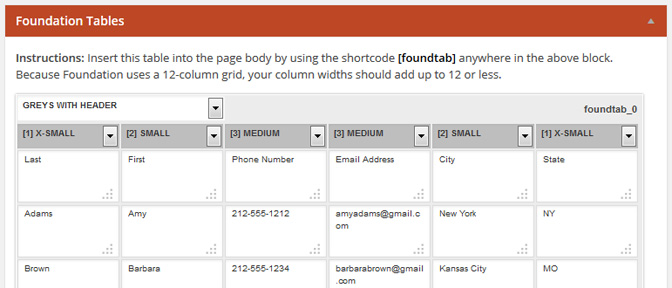 Foundation Tables
Instructions: Insert this table into the page body by using the shortcode [foundtab] anywhere in the above block.
Because Foundation uses a 12-column grid, your column widths should add up to 12 or less.
GREYS WITH HEADER foundtab_0
[1] X-SMALL [2] SMALL [3] MEDIUM [3] MEDIUM [2] SMALL [1] X-SMALL
Last First Phone Number Email Address City State
Adams Amy 212-555-1212 amyadams@gmail.c New York NY
om
Brown Barbara 212-555-1234 barbarabrown@gmail Kansas City MO
.com